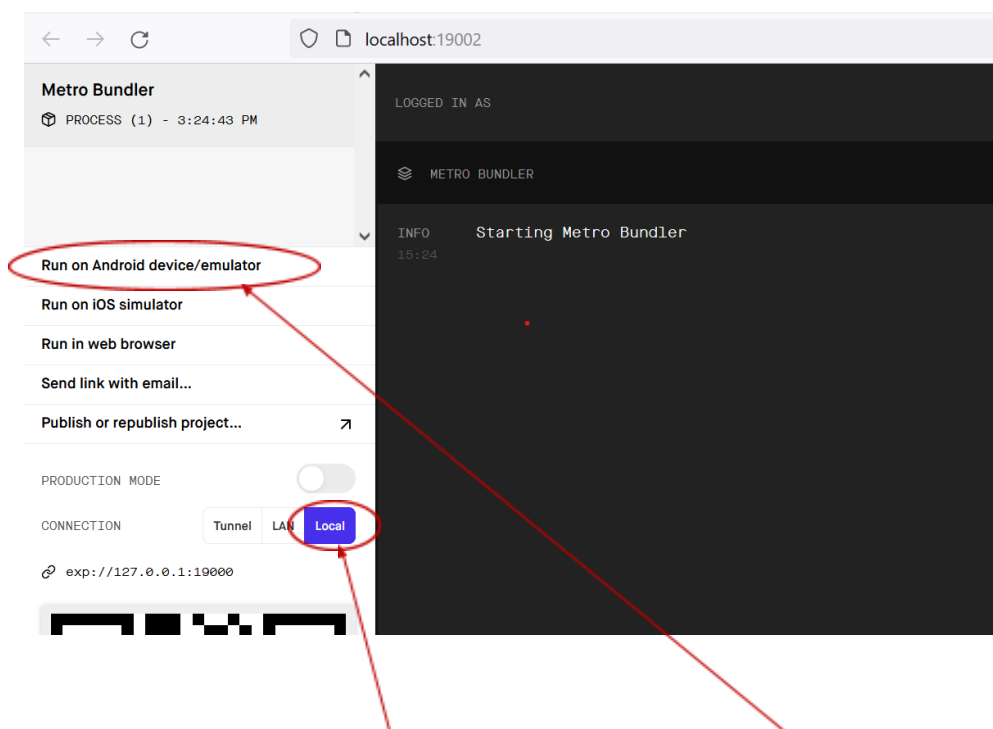 localhost:19002
Metro Bundler
PROCESS (1) - 3:24:43 PM
Run on Android device/emulator
Run on iOS simulator
Run in web browser
Send link with email...
Publish or republish project...
PRODUCTION MODE
CONNECTION Tunnel LAN Local
exp://127.0.0.1:19000
LOGGED IN AS
METRO BUNDLER
INFO Starting Metro Bundler
15:24